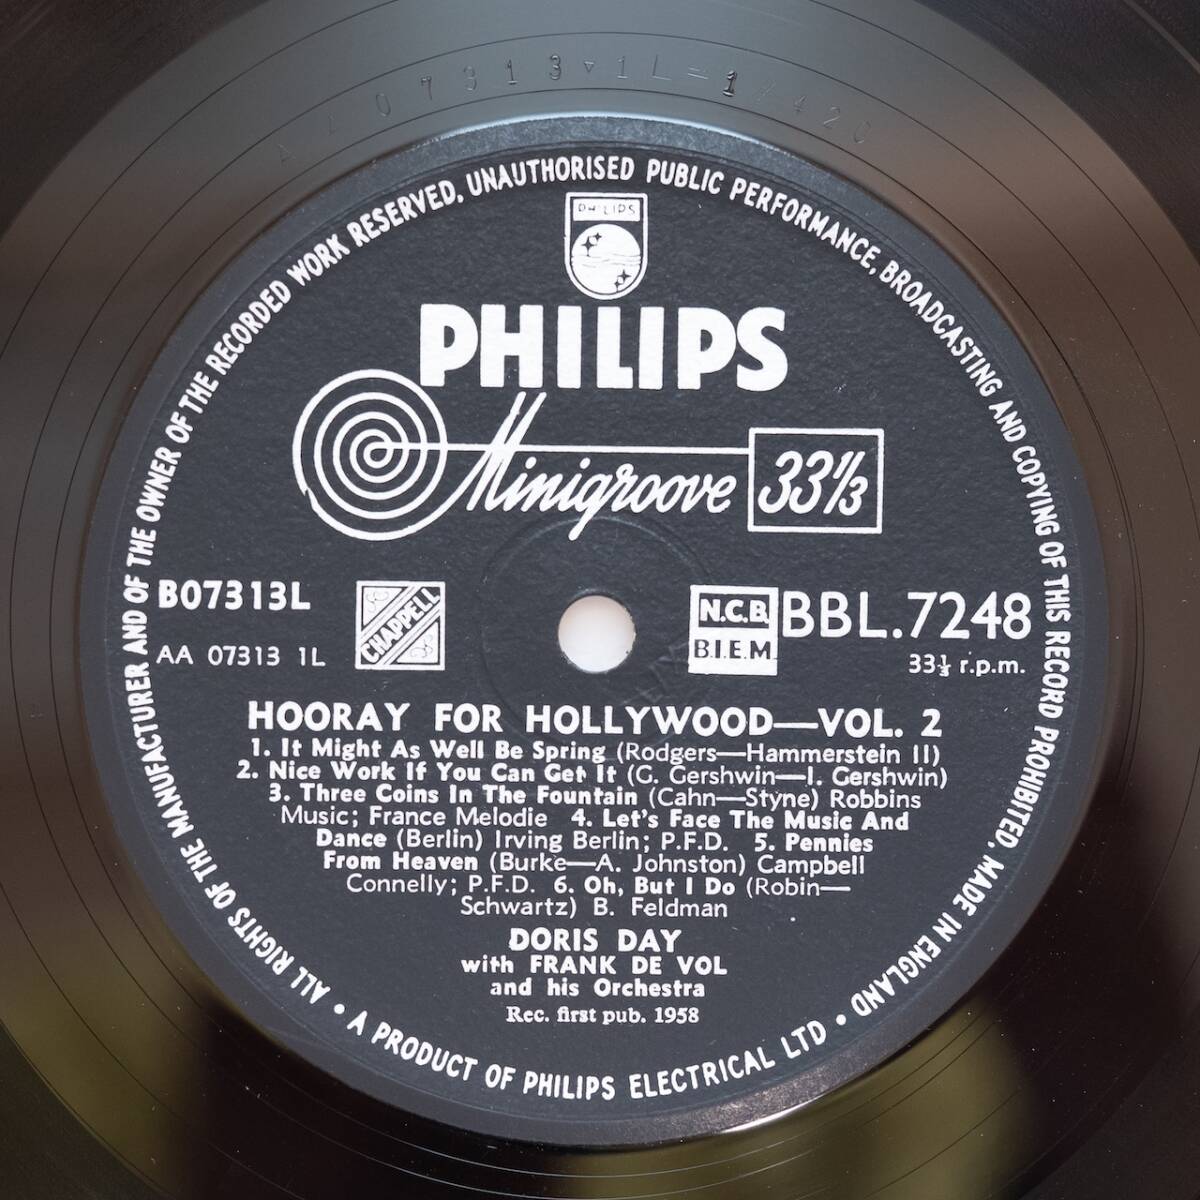 A 07313▿1L-1/420
ALL RIGHTS OF THE MANUFACTURER AND OF THE OWNER OF THE RECORDED WORK RESERVED, UNAUTHORISED PUBLIC PERFORMANCE, BROADCASTING AND COPYING OF THIS RECORD PROHIBITED. MADE IN ENGLAND
PHILIPS
PHILIPS
Minigroove 33⅓
B07313L
AA 07313 1L
CHAPPELL
N.C.B.
B.I.E.M
BBL.7248
33⅓ r.p.m.
HOORAY FOR HOLLYWOOD—VOL. 2
1. It Might As Well Be Spring (Rodgers—Hammerstein II)
2. Nice Work If You Can Get It (G. Gershwin—I. Gershwin)
3. Three Coins In The Fountain (Cahn—Styne) Robbins
Music; France Melodie 4. Let's Face The Music And
Dance (Berlin) Irving Berlin; P.F.D. 5. Pennies
From Heaven (Burke—A. Johnston) Campbell
Connelly; P.F.D. 6. Oh, But I Do (Robin—
Schwartz) B. Feldman
DORIS DAY
with FRANK DE VOL
and his Orchestra
Rec. first pub. 1958
• A PRODUCT OF PHILIPS ELECTRICAL LTD •